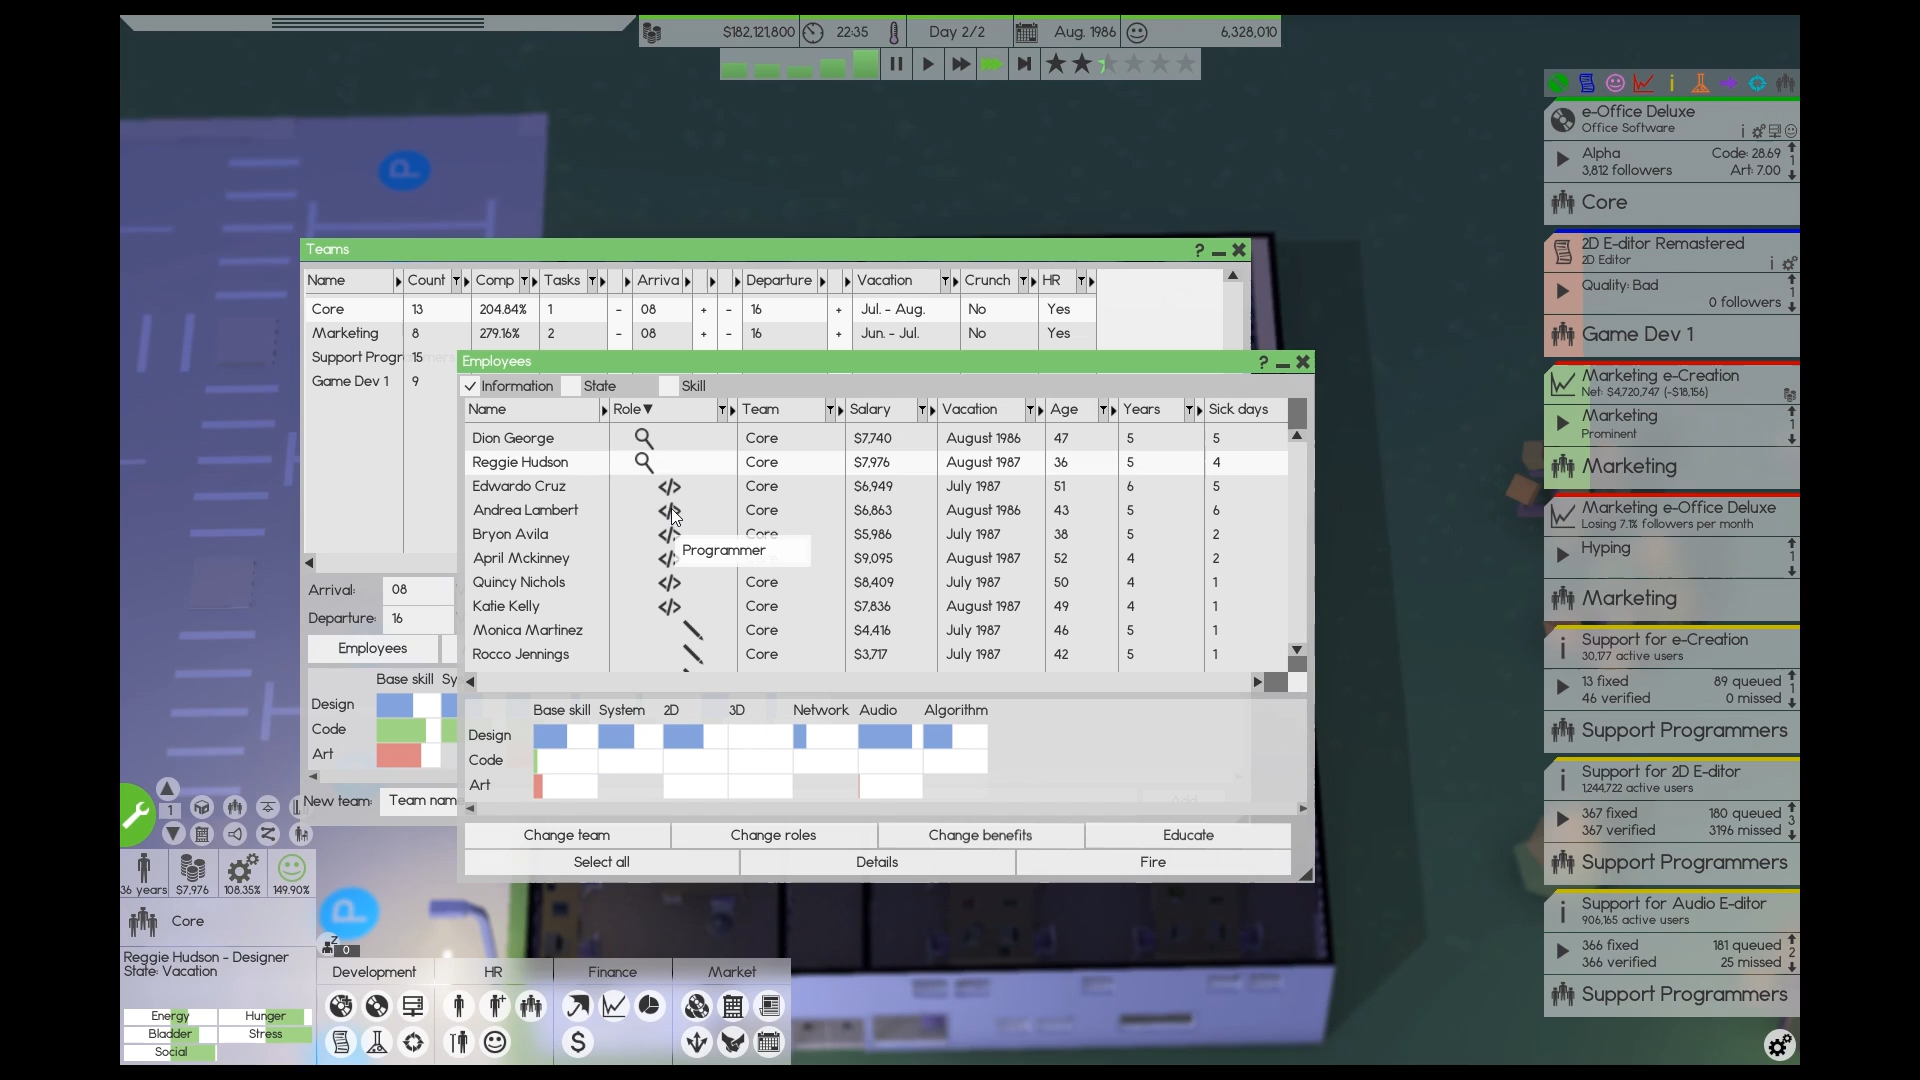 $182,121,800 22:35 Day 2/2 Aug. 1986 6,328,010
Teams
Name Count Comp Tasks Arriva Departure Vacation Crunch HR
Core 13 204.84% 1 - 08 + - 16 + Jul. - Aug. No Yes
Marketing 8 279.16% 2 - 08 + - 16 + Jun. - Jul. No Yes
Support Progr 15
Game Dev 1 9
Arrival: 08
Departure: 16
Employees
Base skill Sy
Design
Code
Art
New team: Team nam
Employees
Information State Skill
Name Role Team Salary Vacation Age Years Sick days
Dion George Core $7,740 August 1986 47 5 5
Reggie Hudson Core $7,976 August 1987 36 5 4
Edwardo Cruz </> Core $6,949 July 1987 51 6 5
Andrea Lambert Core $6,863 August 1986 43 5 6
Bryon Avila Core $5,986 July 1987 38 5 2
Programmer
April Mckinney $9,095 August 1987 52 4 2
Quincy Nichols </> Core $8,409 July 1987 50 4 1
Katie Kelly </> Core $7,836 August 1987 49 4 1
Monica Martinez Core $4,416 July 1987 46 5 1
Rocco Jennings Core $3,717 July 1987 42 5 1
Base skill System 2D 3D Network Audio Algorithm
Design
Code
Art
Change team Change roles Change benefits Educate
Select all Details Fire
e-Office Deluxe
Office Software
Alpha Code: 28.69
3,812 followers Art: 7.00
1
Core
2D E-ditor Remastered
2D Editor
Quality: Bad
0 followers
1
Game Dev 1
Marketing e-Creation
Net: $4,720,747 (-$18,156)
Marketing
Prominent
1
Marketing
Marketing e-Office Deluxe
Losing 7.1% followers per month
Hyping
1
Marketing
Support for e-Creation
30,177 active users
13 fixed 89 queued
46 verified 0 missed
1
Support Programmers
Support for 2D E-ditor
1,244,722 active users
367 fixed 180 queued
367 verified 3196 missed
3
Support Programmers
Support for Audio E-ditor
906,165 active users
366 fixed 181 queued
366 verified 25 missed
2
Support Programmers
1
36 years $7,976 108.35% 149.90%
Core
Reggie Hudson - Designer
State: Vacation
Energy Hunger
Bladder Stress
Social
P
P
Z
0
Development HR Finance Market